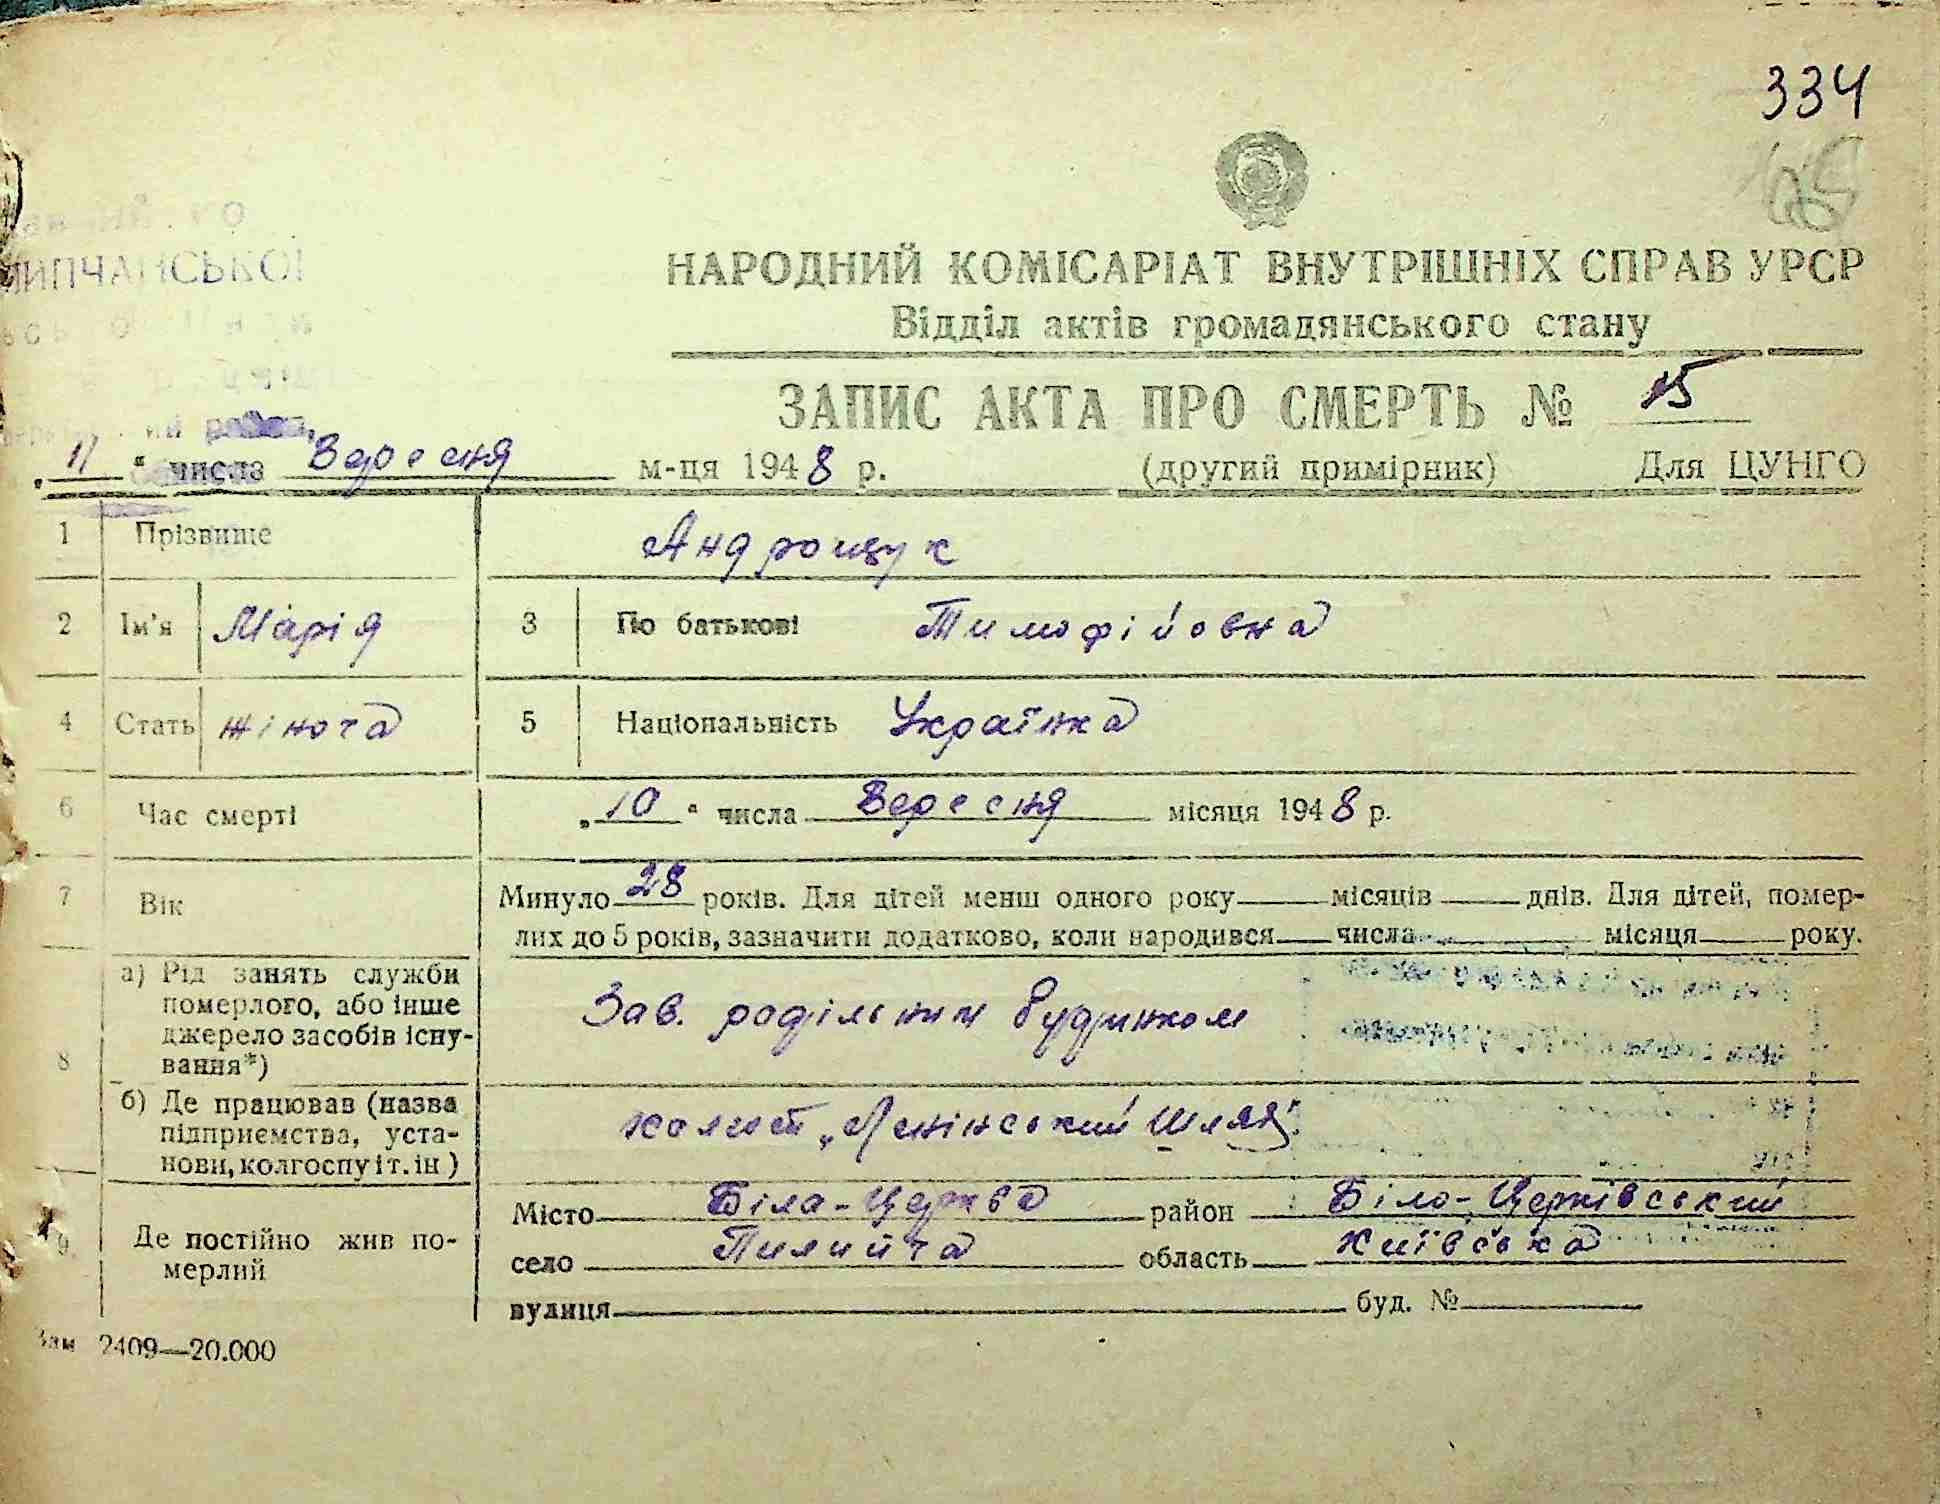 334
НАРОДНИЙ КОМІСАРІАТ ВНУТРІШНІХ СПРАВ УРСР
Відділ актів громадянського стану
ЗАПИС АКТА ПРО СМЕРТЬ № 15
„11“ числа Вересня м-ця 1948 р. (другий примірник) Для ЦУНГО
1 Прізвище Андрощук
2 Ім'я Марія 3 По батькові Тимофійовна
4 Стать жіноча 5 Національність Українка
6 Час смерті „10“ числа Вересня місяця 1948 р.
7 Вік Минуло 28 років. Для дітей менш одного року місяців днів. Для дітей, помер-
лих до 5 років, зазначити додатково, коли народився числа місяця року.
8 а) Рід занять служби
померлого, або інше
джерело засобів існу-
вання*)
Зав. родільним будинком
б) Де працював (назва
підприємства, уста-
нови, колгоспу і т. ін)
колгосп „Ленінський Шлях"
9 Де постійно жив по-
мерлий
Місто Біла-Церква район Біло-Церківський
село Пилипча область Київська
вулиця буд. №
Зам 2409—20.000